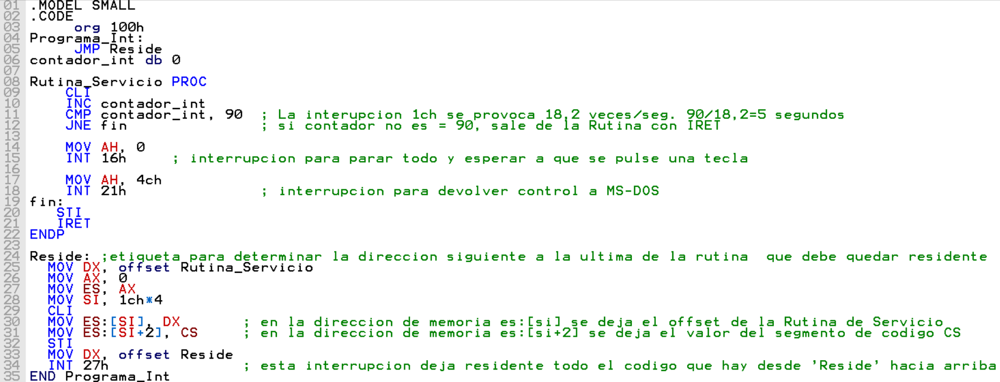 01 .MODEL SMALL
02 .CODE
03 org 100h
04 Programa_Int:
05 JMP Reside
06 contador_int db 0
07
08 Rutina_Servicio PROC
09 CLI
10 INC contador_int
11 CMP contador_int, 90 ; La interupcion 1ch se provoca 18,2 veces/seg. 90/18,2=5 segundos
12 JNE fin ; si contador no es = 90, sale de la Rutina con IRET
13
14 MOV AH, 0
15 INT 16h ; interrupcion para parar todo y esperar a que se pulse una tecla
16
17 MOV AH, 4ch
18 INT 21h ; interrupcion para devolver control a MS-DOS
19 fin:
20 STI
21 IRET
22 ENDP
23
24 Reside: ;etiqueta para determinar la direccion siguiente a la ultima de la rutina que debe quedar residente
25 MOV DX, offset Rutina_Servicio
26 MOV AX, 0
27 MOV ES, AX
28 MOV SI, 1ch*4
29 CLI
30 MOV ES:[SI], DX ; en la direccion de memoria es:[si] se deja el offset de la Rutina de Servicio
31 MOV ES:[SI+2], CS ; en la direccion de memoria es:[si+2] se deja el valor del segmento de codigo CS
32 STI
33 MOV DX, offset Reside
34 INT 27h ; esta interrupcion deja residente todo el codigo que hay desde 'Reside' hacia arriba
35 END Programa_Int